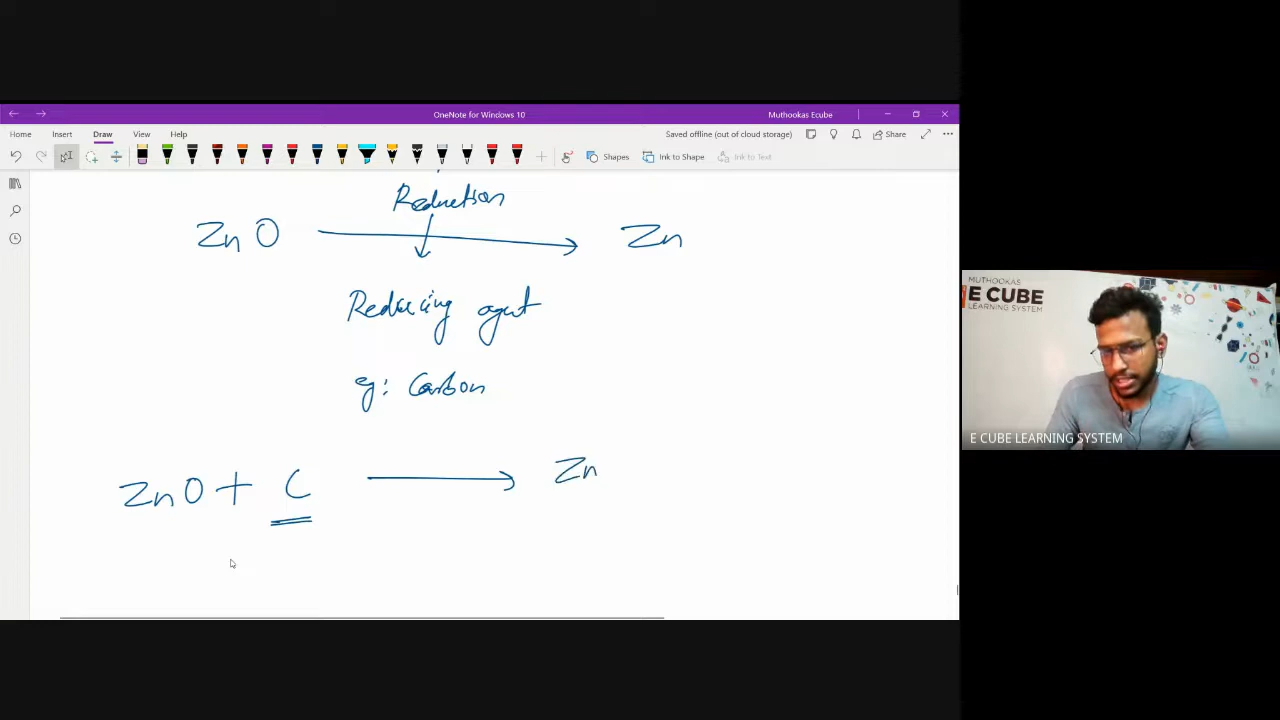 OneNote for Windows 10
Muthookas Ecube
Home Insert Draw View Help
Saved offline (out of cloud storage)
Share
Shapes
Ink to Shape
Ink to Text
Reduction
ZnO
Zn
Reducing agent
eg: Carbon
ZnO + C
Zn
MUTHOOKAS
E CUBE
LEARNING SYSTEM
E CUBE LEARNING SYSTEM